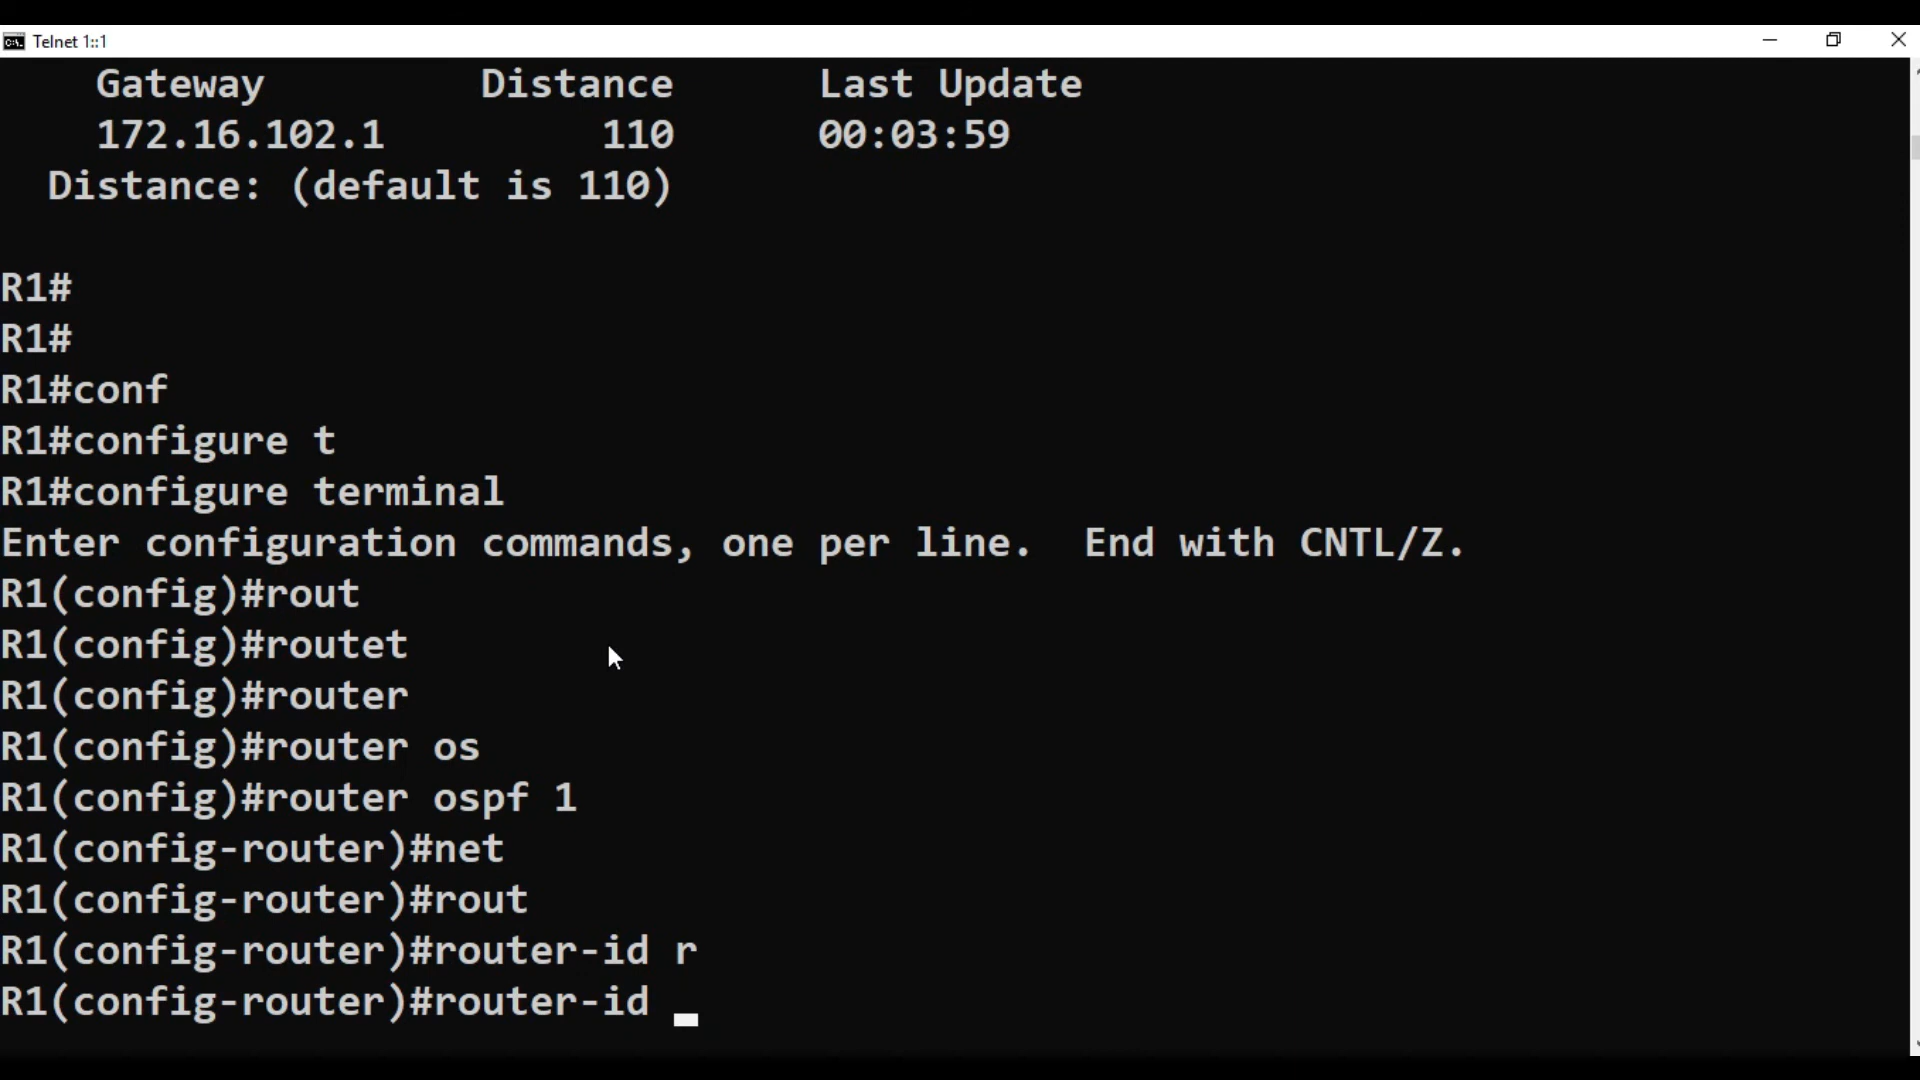 Telnet 1::1
Gateway Distance Last Update
172.16.102.1 110 00:03:59
Distance: (default is 110)
R1#
R1#
R1#conf
R1#configure t
R1#configure terminal
Enter configuration commands, one per line. End with CNTL/Z.
R1(config)#rout
R1(config)#routet
R1(config)#router
R1(config)#router os
R1(config)#router ospf 1
R1(config-router)#net
R1(config-router)#rout
R1(config-router)#router-id r
R1(config-router)#router-id